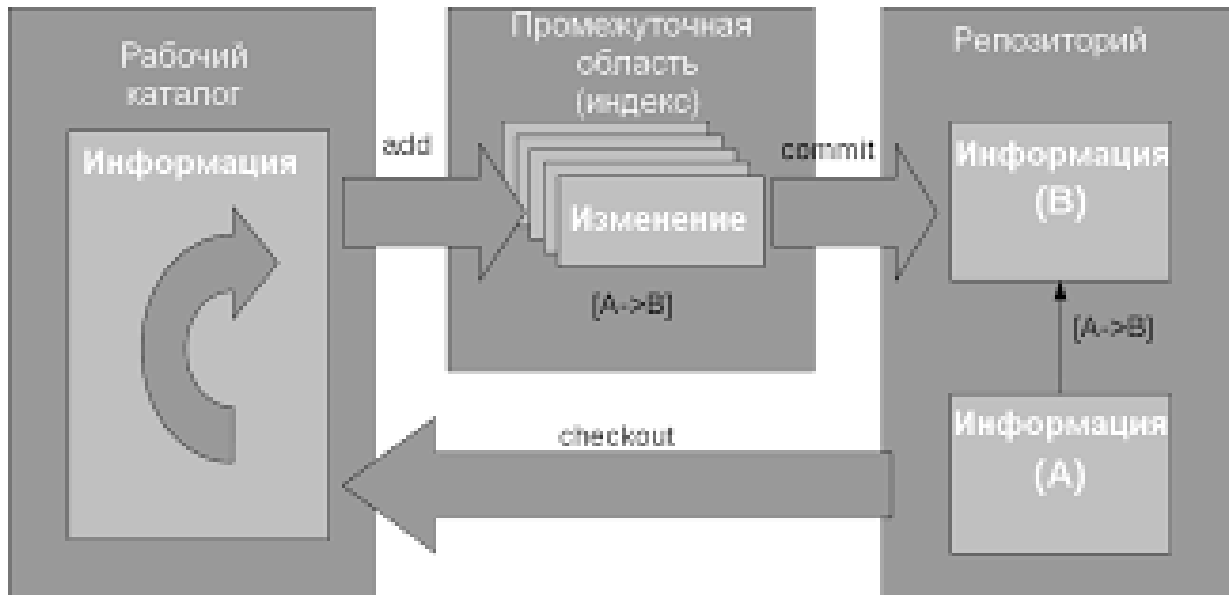 Рабочий
каталог
Информация
add
Промежуточная
область
(индекс)
Изменение
[A->B]
commit
Репозиторий
Информация
(B)
[A->B]
Информация
(A)
checkout